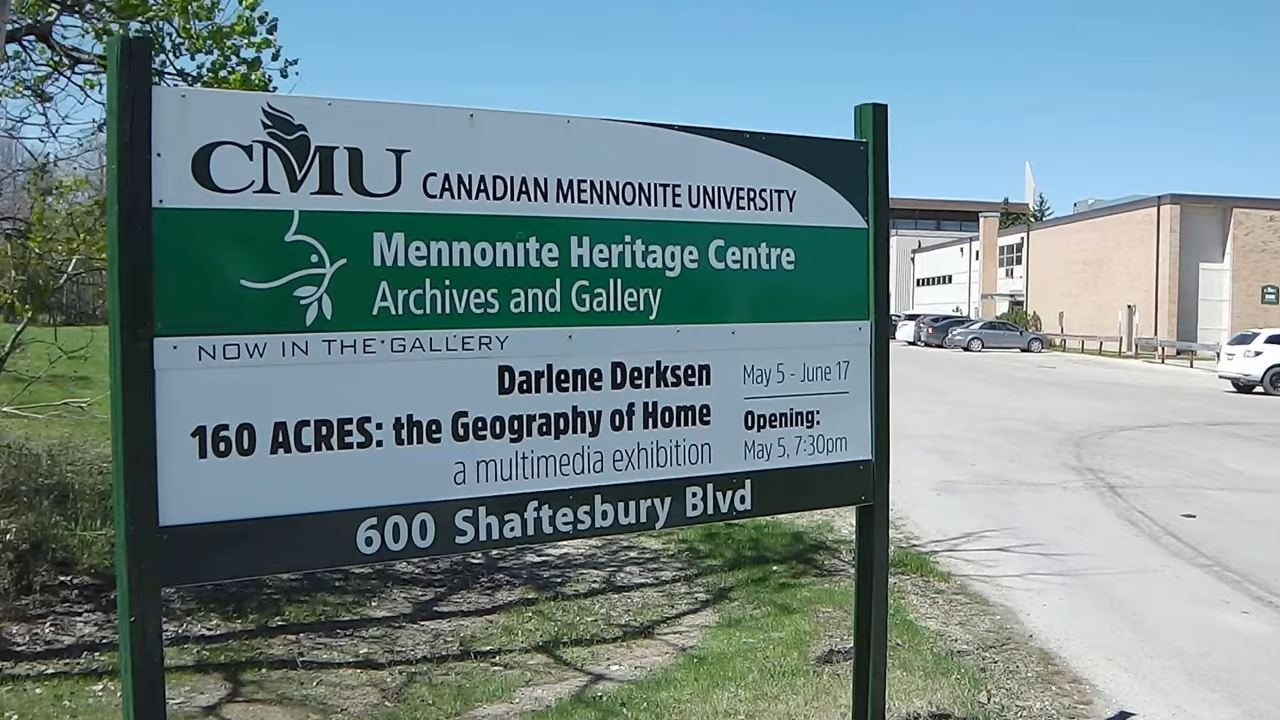 CMU CANADIAN MENNONITE UNIVERSITY
Mennonite Heritage Centre
Archives and Gallery
NOW IN THE GALLERY
Darlene Derksen
160 ACRES: the Geography of Home
a multimedia exhibition
May 5 - June 17
Opening:
May 5, 7:30pm
600 Shaftesbury Blvd